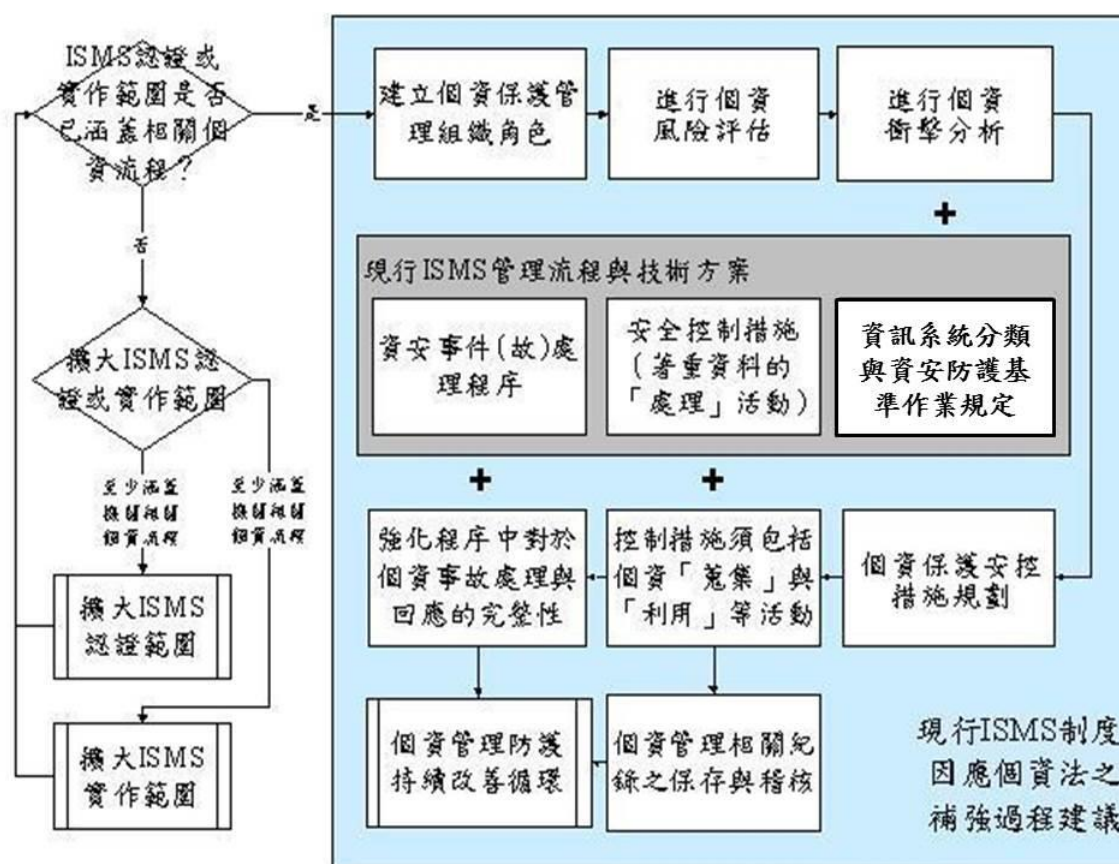 ISMS認證或
實作範圍是否
已涵蓋相關個
資流程？
是
否
擴大ISMS認
證或實作範圍
至少涵蓋
機關相關
個資流程
至少涵蓋
機關相關
個資流程
擴大ISMS
認證範圍
擴大ISMS
實作範圍
建立個資保護管
理組織角色
進行個資
風險評估
進行個資
衝擊分析
+
現行ISMS管理流程與技術方案
資安事件(故)處
理程序
安全控制措施
(著重資料的
「處理」活動)
資訊系統分類
與資安防護基
準作業規定
+
+
強化程序中對於
個資事故處理與
回應的完整性
控制措施須包括
個資「蒐集」與
「利用」等活動
個資保護安控
措施規劃
個資管理防護
持續改善循環
個資管理相關紀
錄之保存與稽核
現行ISMS制度
因應個資法之
補強過程建議